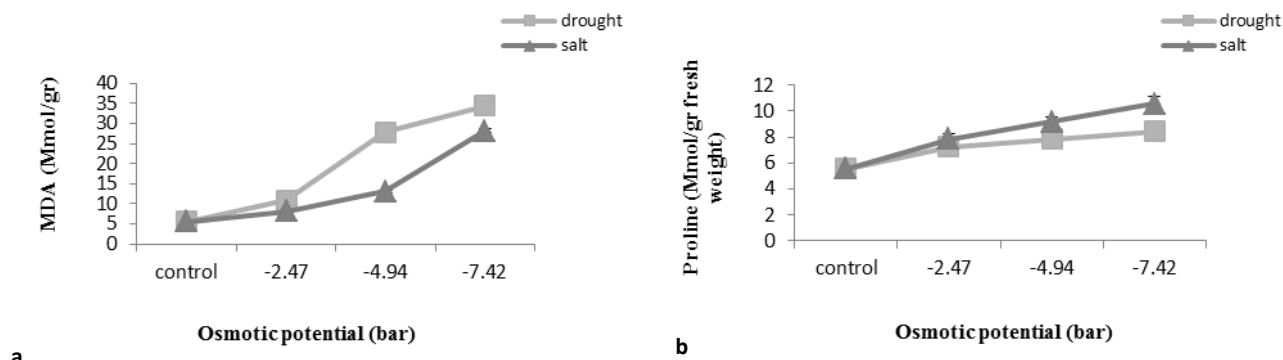 drought
salt
MDA (Mmol/gr)
40
35
30
25
20
15
10
5
0
control
-2.47
-4.94
-7.42
Osmotic potential (bar)
a
drought
salt
Proline (Mmol/gr fresh
weight)
12
10
8
6
4
2
0
control
-2.47
-4.94
-7.42
Osmotic potential (bar)
b